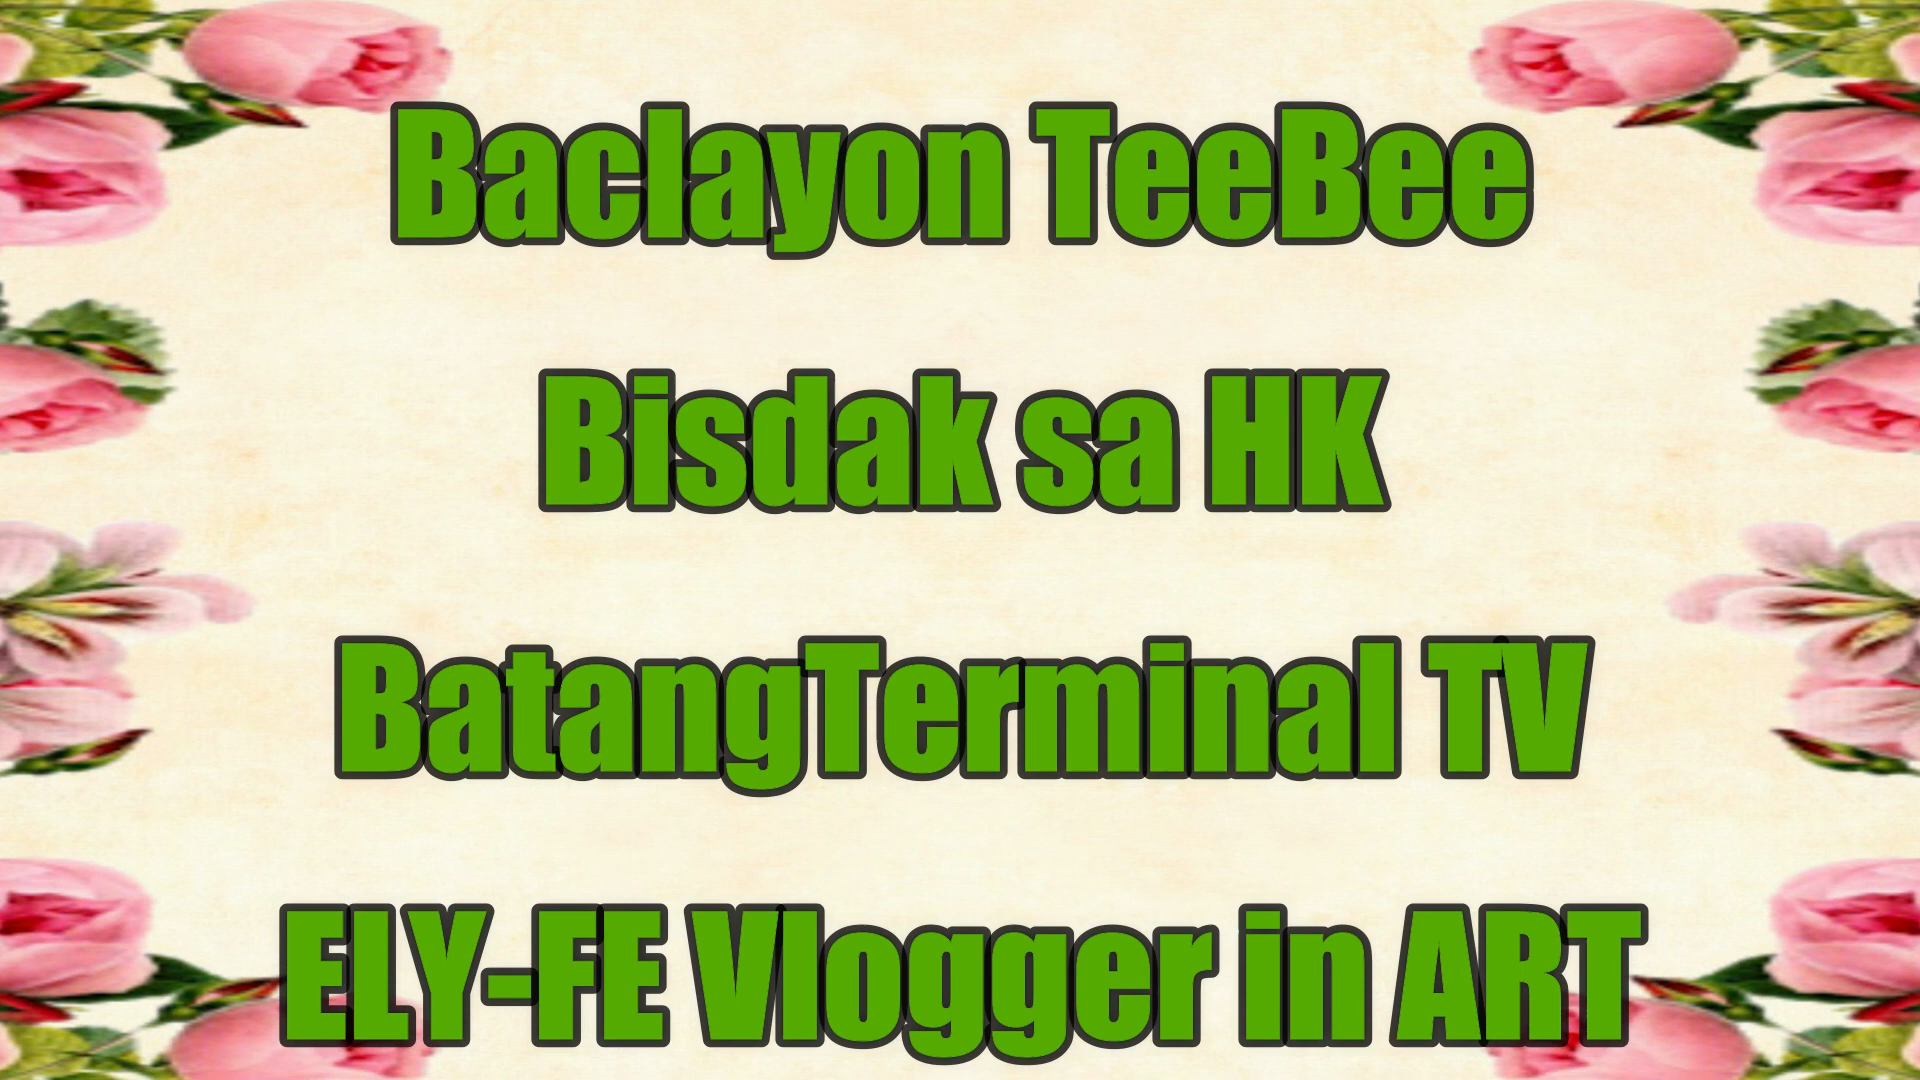 Baclayon TeeBee
Bisdak sa HK
BatangTerminal TV
ELY-FE Vlogger in ART